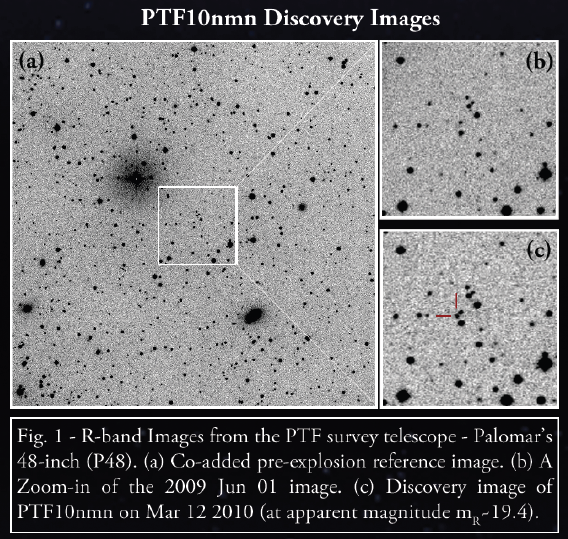 PTF10nmn Discovery Images
(a)
(b)
(c)
Fig. 1 - R-band Images from the PTF survey telescope - Palomar's
48-inch (P48). (a) Co-added pre-explosion reference image. (b) A
Zoom-in of the 2009 Jun 01 image. (c) Discovery image of
PTF10nmn on Mar 12 2010 (at apparent magnitude mR~19.4).